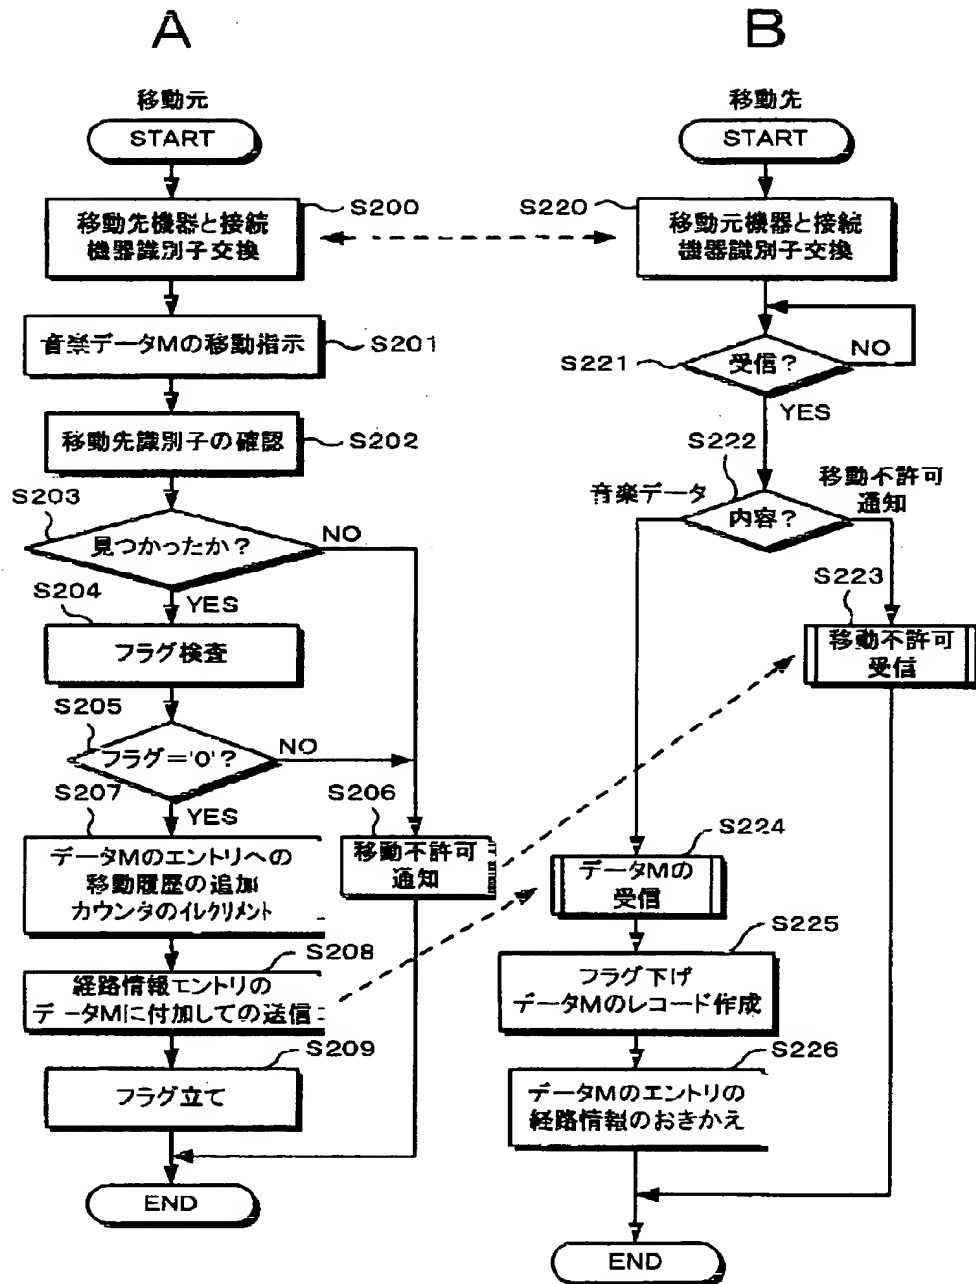 A
移動元
START
S200
移動先機器と接続
機器識別子交換
音楽データMの移動指示
S201
移動先識別子の確認
S202
S203
見つかったか？
NO
YES
S204
フラグ検査
S205
フラグ＝'0'？
NO
YES
S207
データMのエントリへの
移動履歴の追加
カウンタのイレクリメント
S206
移動不許可
通知
S208
経路情報エントリの
データMに付加しての送信
S209
フラグ立て
END
B
移動先
START
S220
移動元機器と接続
機器識別子交換
S221
受信？
NO
YES
S222
音楽データ
内容？
移動不許可
通知
S223
移動不許可
受信
S224
データMの
受信
S225
フラグ下げ
データMのレコード作成
S226
データMのエントリの
経路情報のおきかえ
END